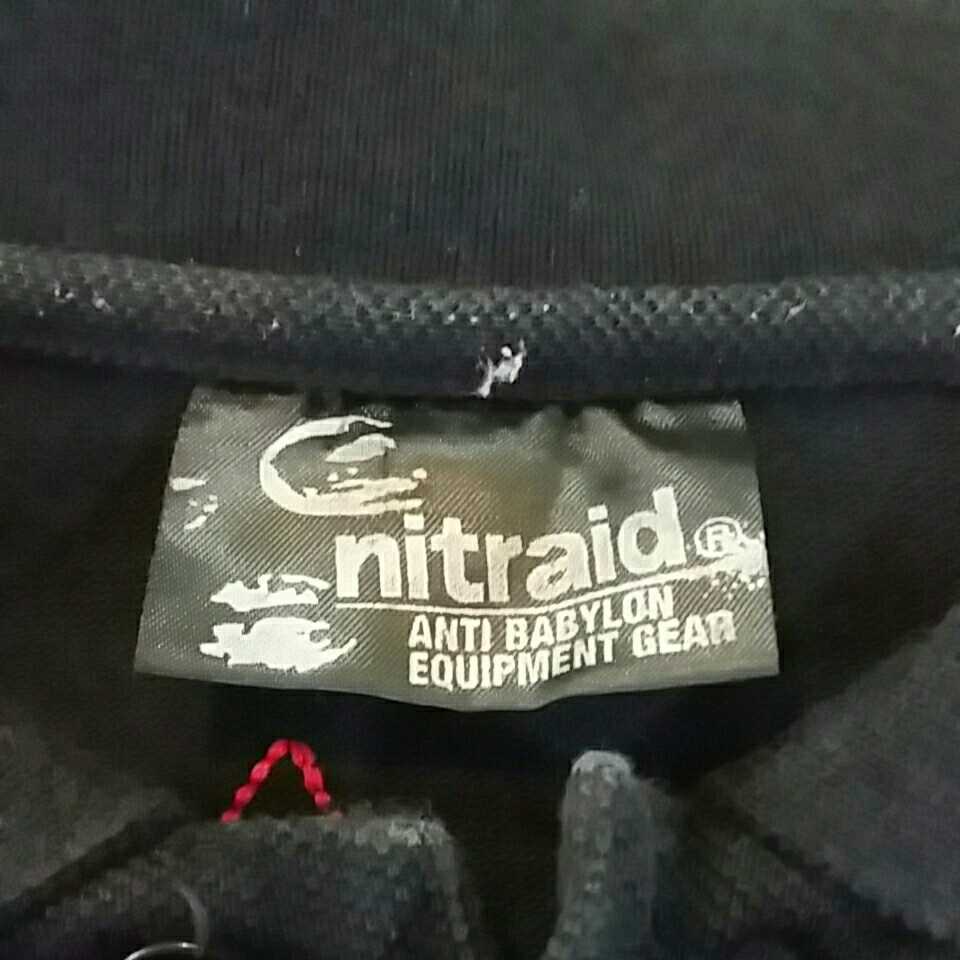 nitraid®
ANTI BABYLON
EQUIPMENT GEAR